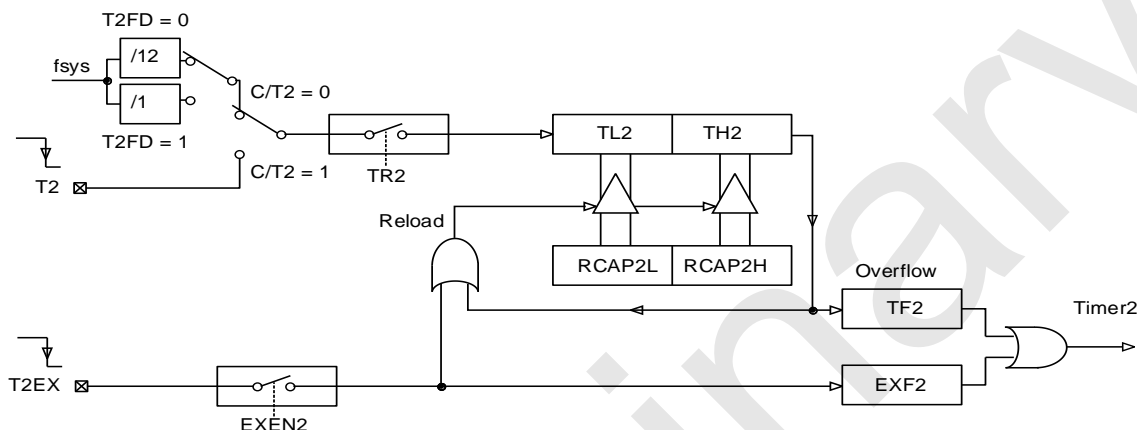 T2FD = 0
/12
fsys
C/T2 = 0
/1
T2FD = 1
TL2
TH2
T2
C/T2 = 1
TR2
Reload
RCAP2L
RCAP2H
Overflow
TF2
Timer2
T2EX
EXF2
EXEN2
inary